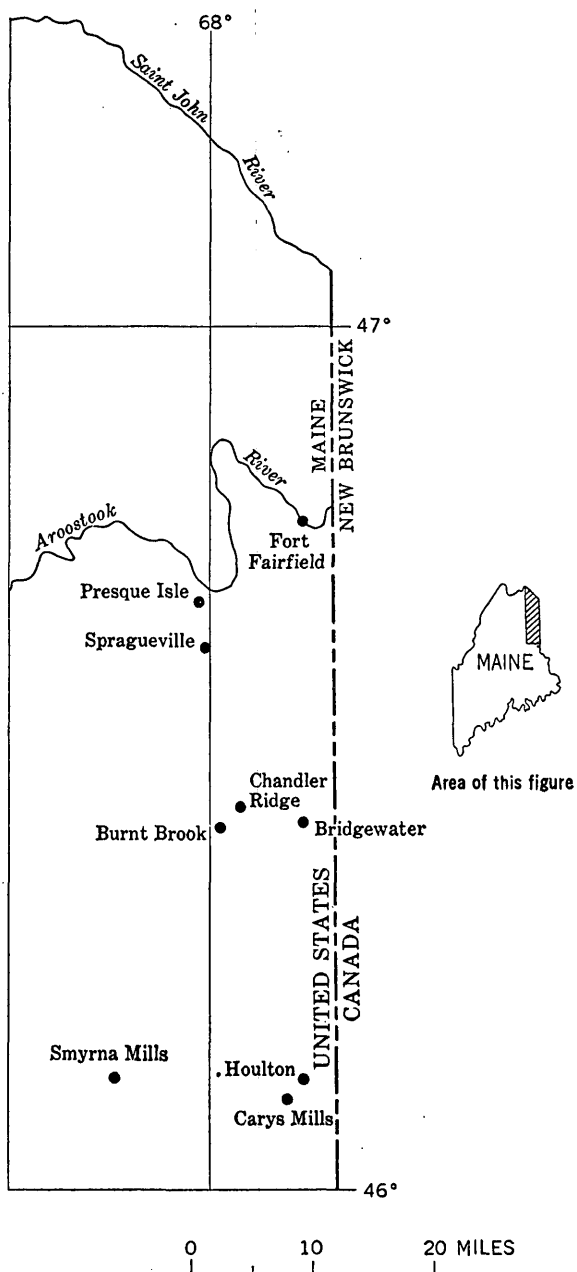 68°
Saint John
River
47°
MAINE
NEW BRUNSWICK
River
Aroostook
Fort
Fairfield
Presque Isle
Spragueville
MAINE
Area of this figure
Chandler
Ridge
Burnt Brook
Bridgewater
UNITED STATES
CANADA
Smyrna Mills
Houlton
Carys Mills
46°
0 10 20 MILES